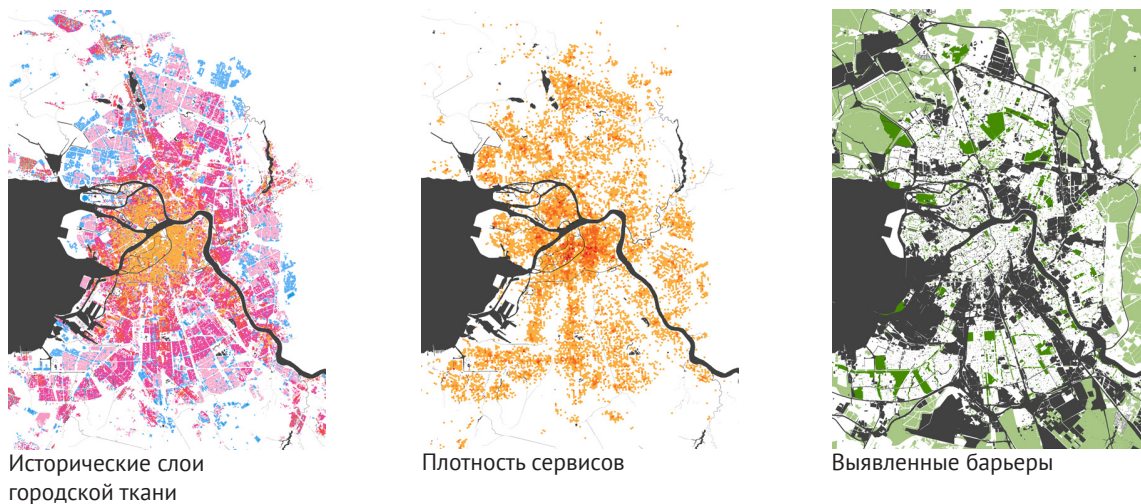 Исторические слои
городской ткани
Плотность сервисов
Выявленные барьеры